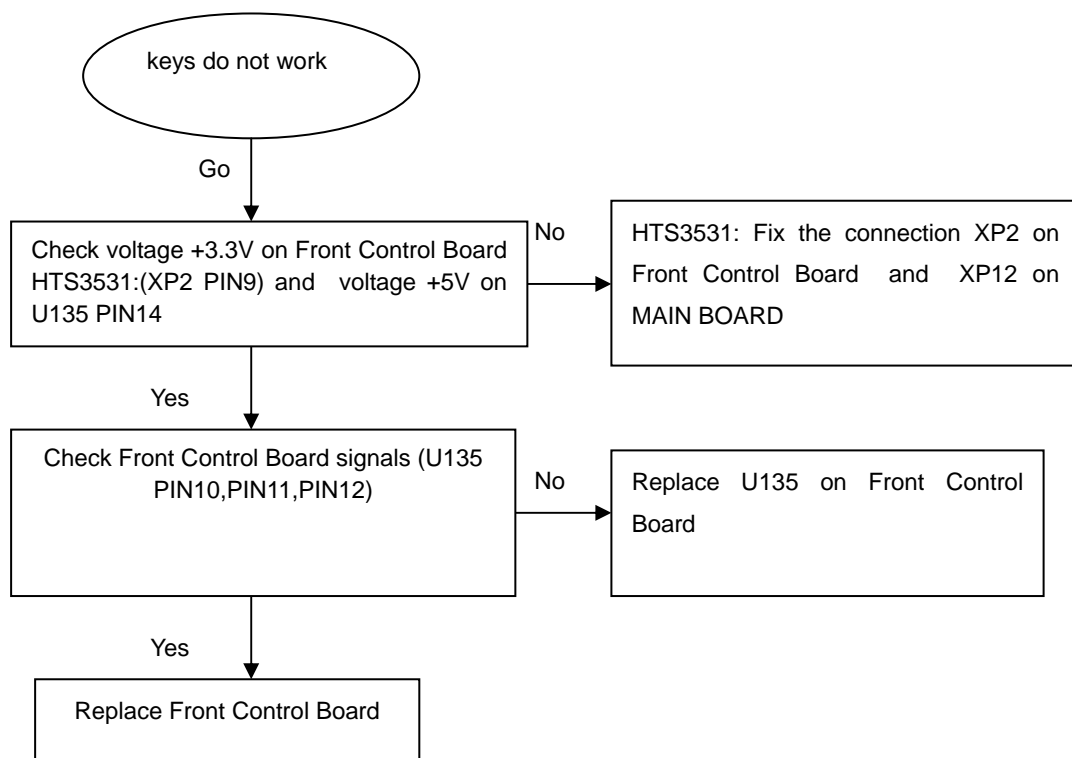 keys do not work
Go
Check voltage +3.3V on Front Control Board
HTS3531:(XP2 PIN9) and voltage +5V on
U135 PIN14
No
HTS3531: Fix the connection XP2 on
Front Control Board and XP12 on
MAIN BOARD
Yes
Check Front Control Board signals (U135
PIN10,PIN11,PIN12)
No
Replace U135 on Front Control
Board
Yes
Replace Front Control Board